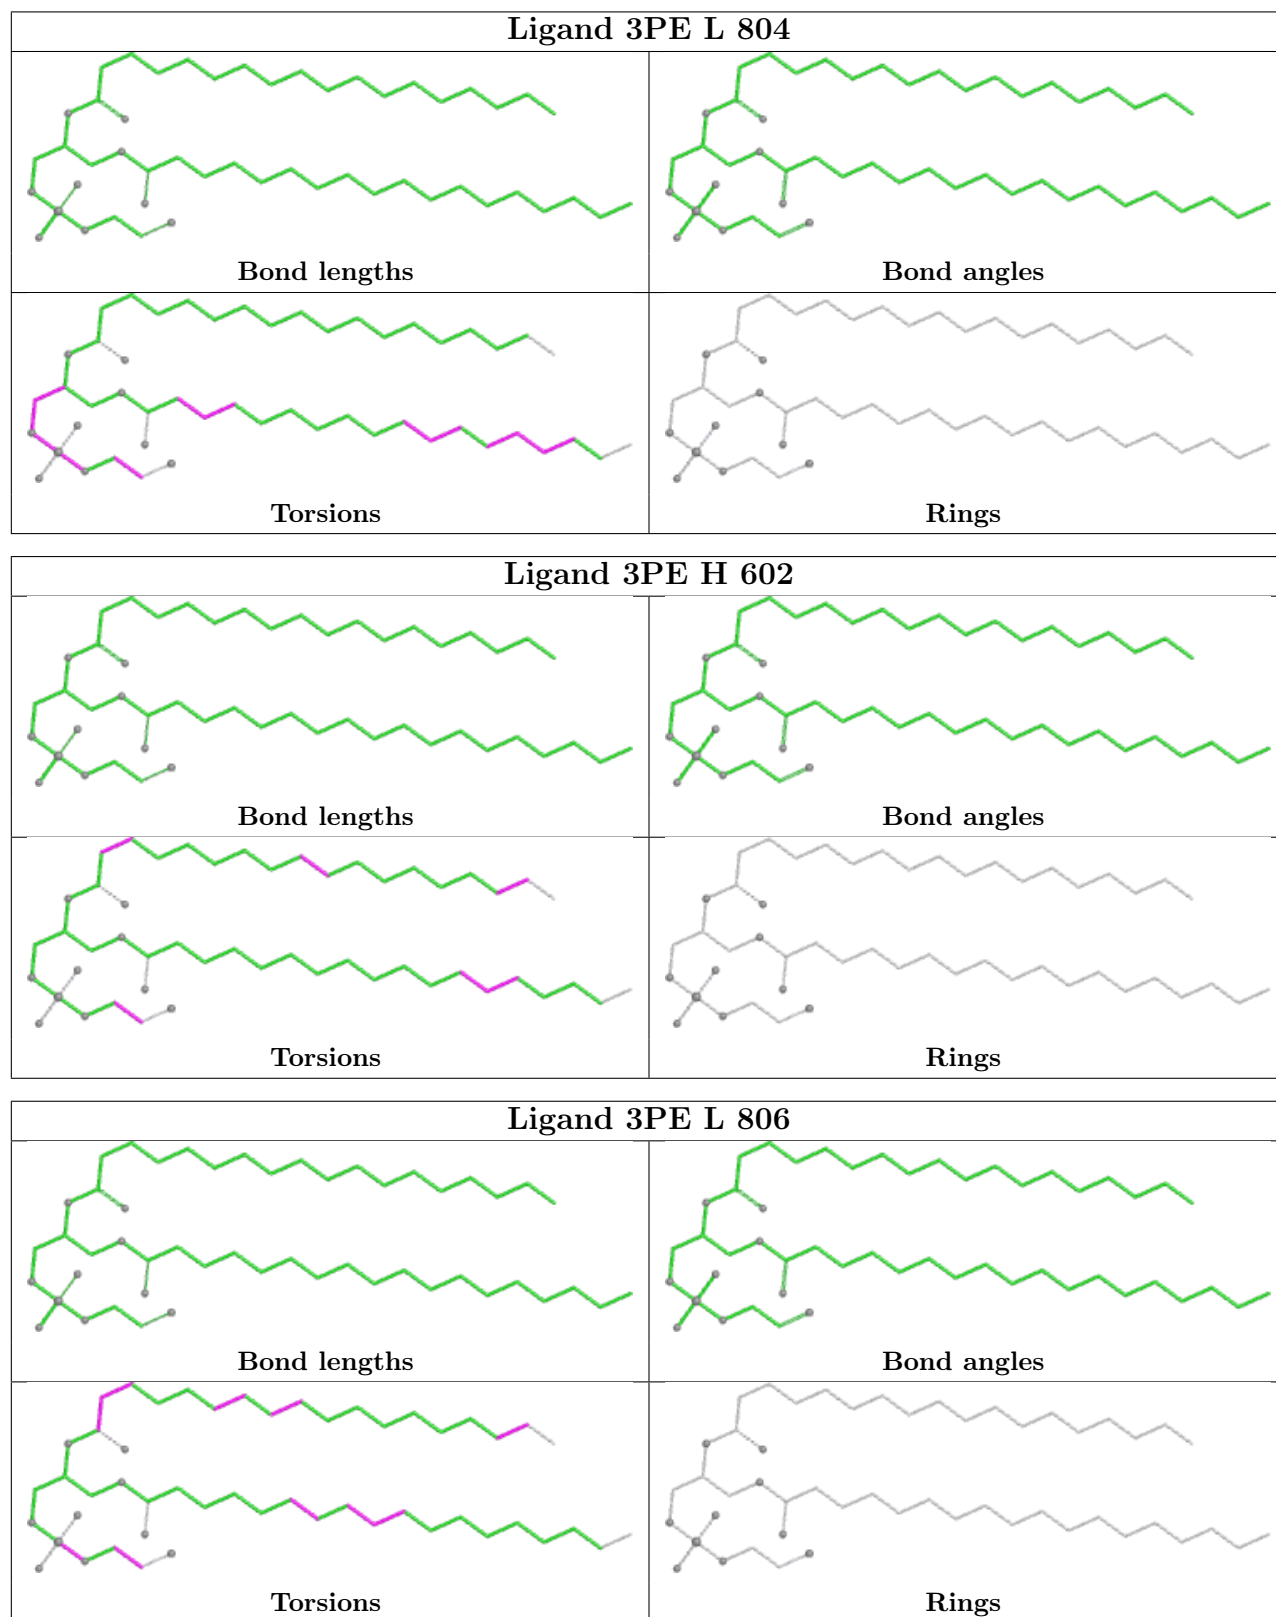 Ligand 3PE L 804
Bond lengths
Bond angles
Torsions
Rings
Ligand 3PE H 602
Bond lengths
Bond angles
Torsions
Rings
Ligand 3PE L 806
Bond lengths
Bond angles
Torsions
Rings